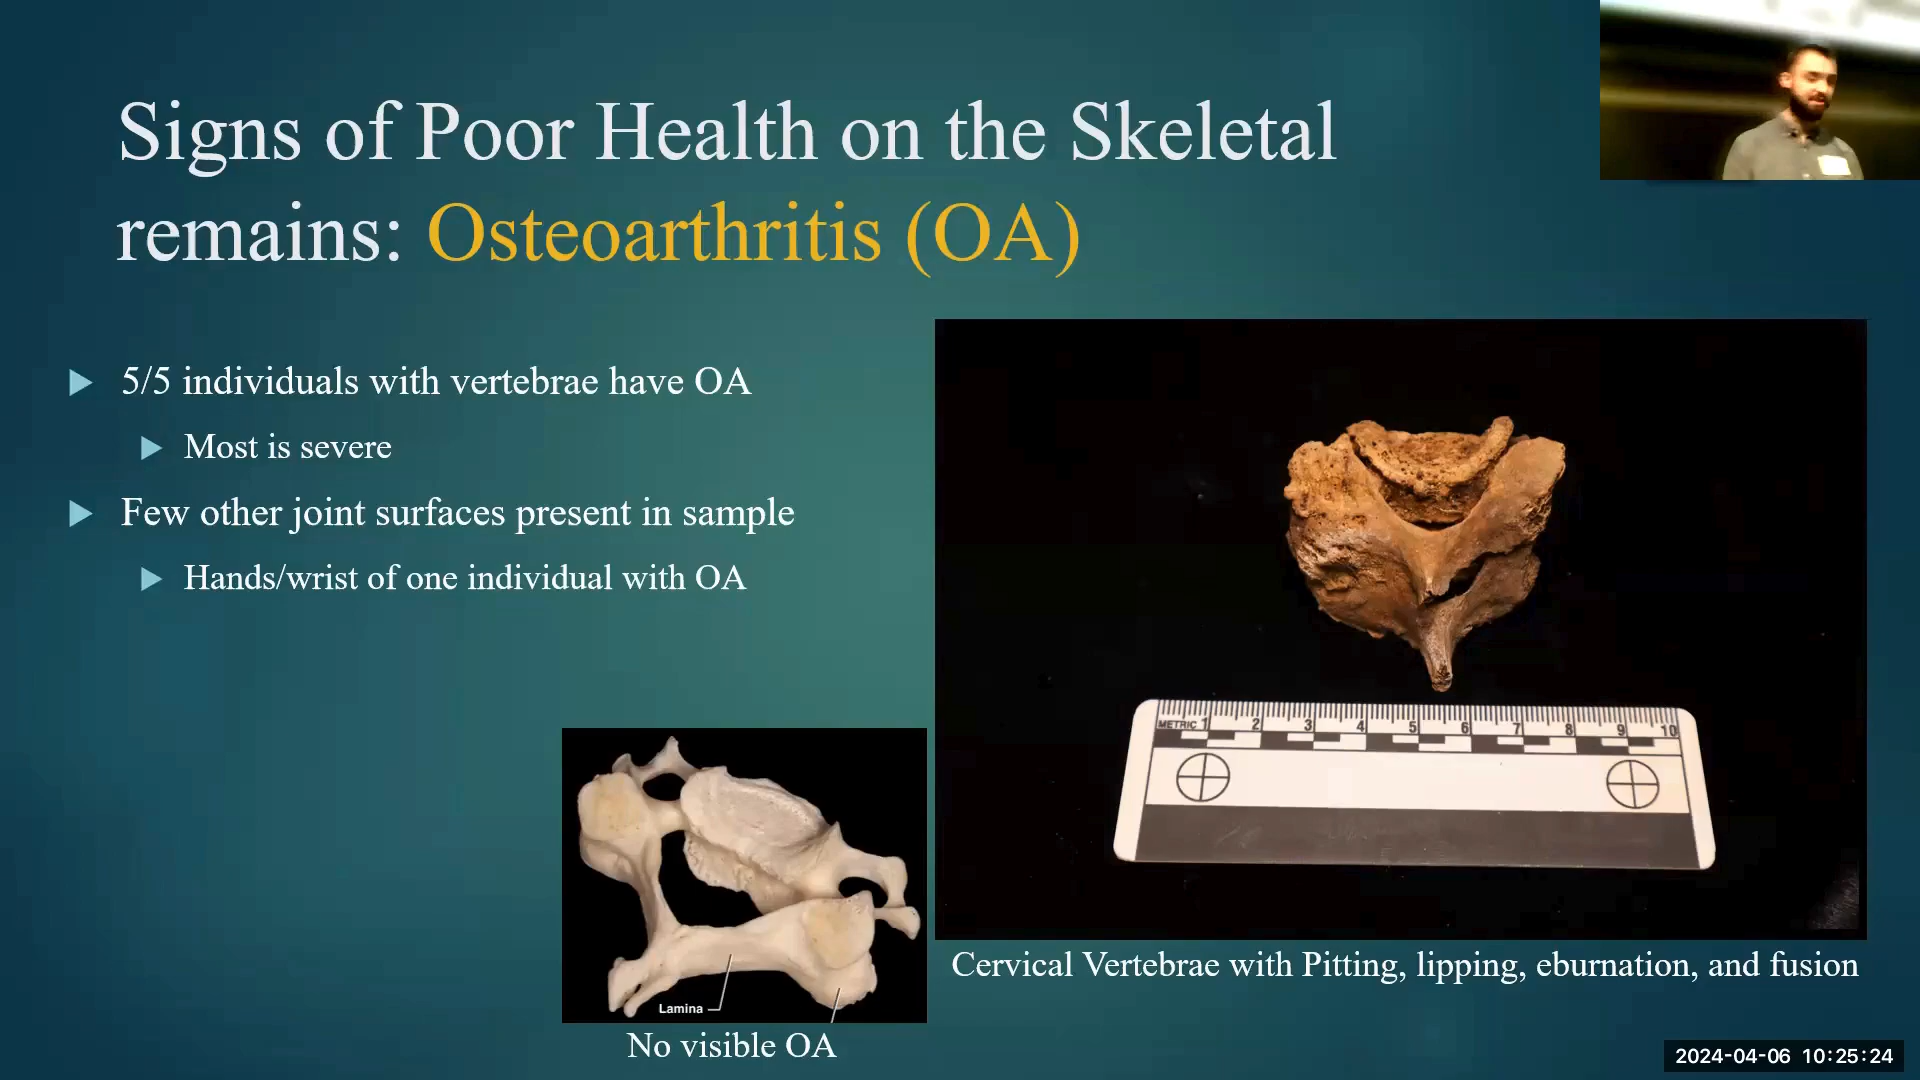 Signs of Poor Health on the Skeletal
remains: Osteoarthritis (OA)
5/5 individuals with vertebrae have OA
Most is severe
Few other joint surfaces present in sample
Hands/wrist of one individual with OA
METRIC 1 2 3 4 5 6 7 8 9 10
Lamina
Cervical Vertebrae with Pitting, lipping, eburnation, and fusion
No visible OA
2024-04-06 10:25:24